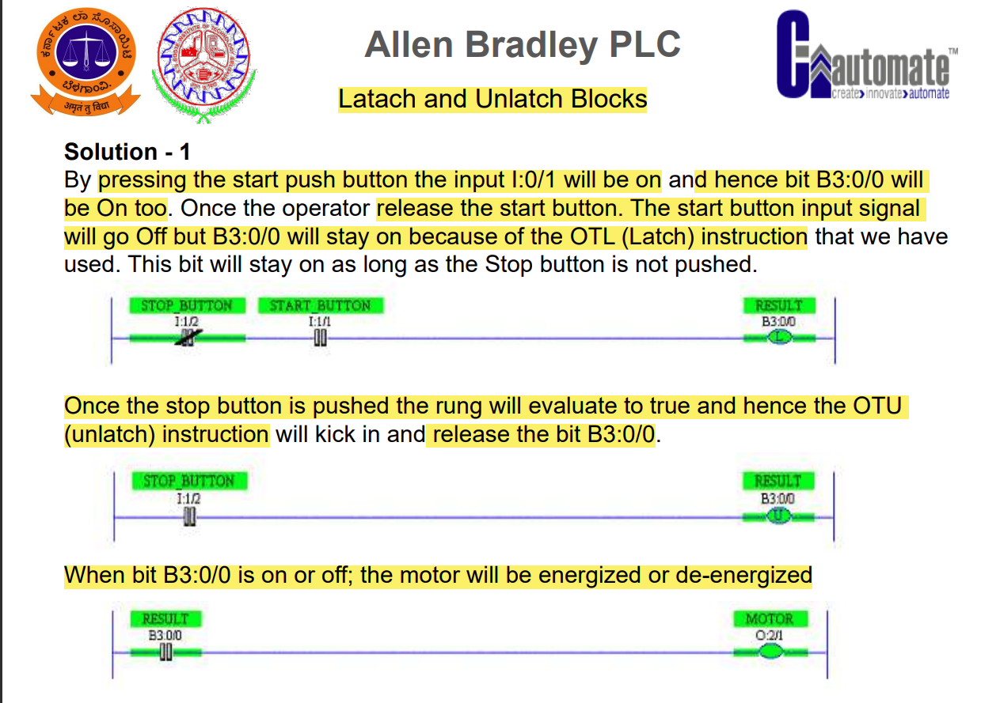 ಕರ್ನಾಟಕ ಲಾ ಸೊಸಾಯಿಟಿ
ಬೆಳಗಾಂವಿ.
अमृतं तु विद्या
Allen Bradley PLC
Latach and Unlatch Blocks
C automate™
create›innovate›automate
Solution - 1
By pressing the start push button the input I:0/1 will be on and hence bit B3:0/0 will
be On too. Once the operator release the start button. The start button input signal
will go Off but B3:0/0 will stay on because of the OTL (Latch) instruction that we have
used. This bit will stay on as long as the Stop button is not pushed.
STOP_BUTTON START_BUTTON RESULT
I:1/2 I:1/1 B3:0/0
L
Once the stop button is pushed the rung will evaluate to true and hence the OTU
(unlatch) instruction will kick in and release the bit B3:0/0.
STOP_BUTTON RESULT
I:1/2 B3:0/0
U
When bit B3:0/0 is on or off; the motor will be energized or de-energized
RESULT MOTOR
B3:0/0 O:2/1